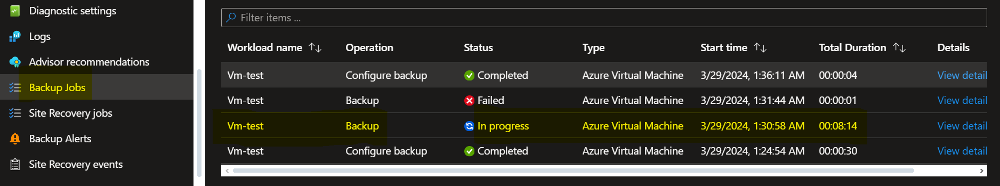 Diagnostic settings
Logs
Advisor recommendations
Backup Jobs
Site Recovery jobs
Backup Alerts
Site Recovery events
Filter items ...
Workload name Operation Status Type Start time Total Duration Details
Vm-test Configure backup Completed Azure Virtual Machine 3/29/2024, 1:36:11 AM 00:00:04 View detail
Vm-test Backup Failed Azure Virtual Machine 3/29/2024, 1:31:44 AM 00:00:01 View detail
Vm-test Backup In progress Azure Virtual Machine 3/29/2024, 1:30:58 AM 00:08:14 View detail
Vm-test Configure backup Completed Azure Virtual Machine 3/29/2024, 1:24:54 AM 00:00:30 View detail